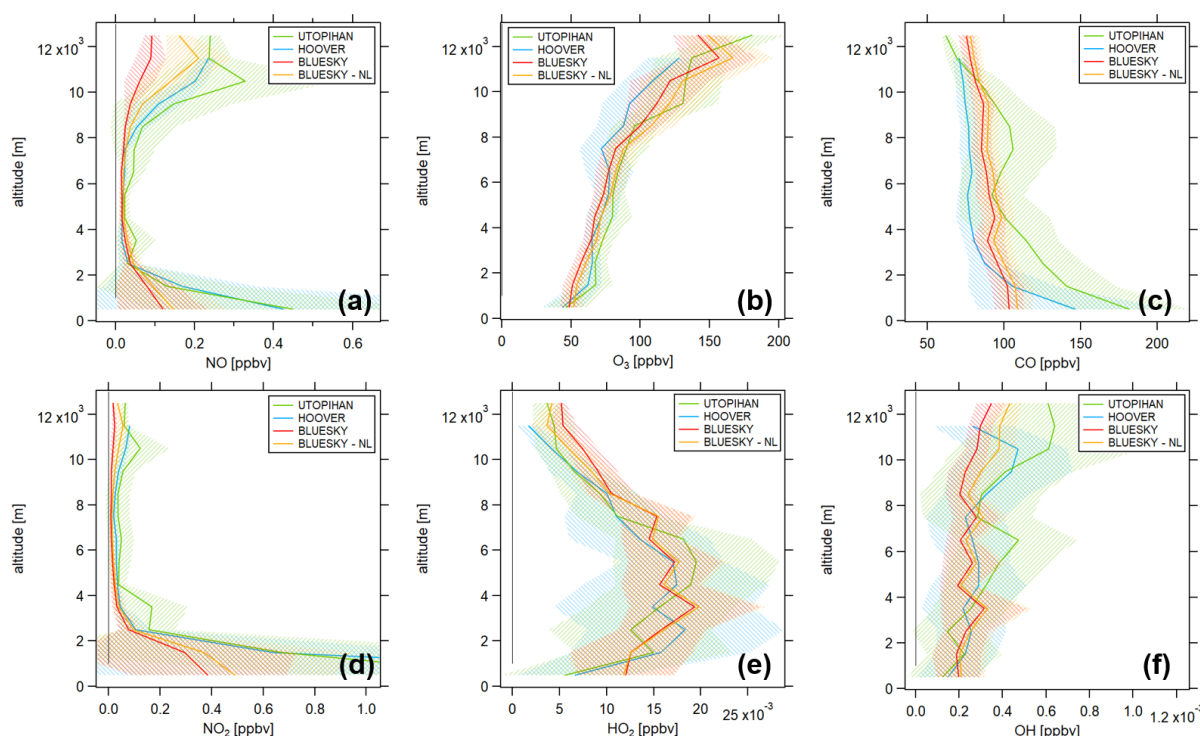 12 x10³
10
8
6
4
2
0
altitude [m]
UTOPIHAN
HOOVER
BLUESKY
BLUESKY - NL
(a)
0.0 0.2 0.4 0.6
NO [ppbv]
12 x10³
10
8
6
4
2
0
altitude [m]
UTOPIHAN
HOOVER
BLUESKY
BLUESKY - NL
(b)
0 50 100 150 200
O₃ [ppbv]
12 x10³
10
8
6
4
2
0
altitude [m]
UTOPIHAN
HOOVER
BLUESKY
BLUESKY - NL
(c)
50 100 150 200
CO [ppbv]
12 x10³
10
8
6
4
2
0
altitude [m]
UTOPIHAN
HOOVER
BLUESKY
BLUESKY - NL
(d)
0.0 0.2 0.4 0.6 0.8 1.0
NO₂ [ppbv]
12 x10³
10
8
6
4
2
0
altitude [m]
UTOPIHAN
HOOVER
BLUESKY
BLUESKY - NL
(e)
0 5 10 15 20 25 x10⁻³
HO₂ [ppbv]
12 x10³
10
8
6
4
2
0
altitude [m]
UTOPIHAN
HOOVER
BLUESKY
BLUESKY - NL
(f)
0.0 0.2 0.4 0.6 0.8 1.2 x10⁻³
OH [ppbv]